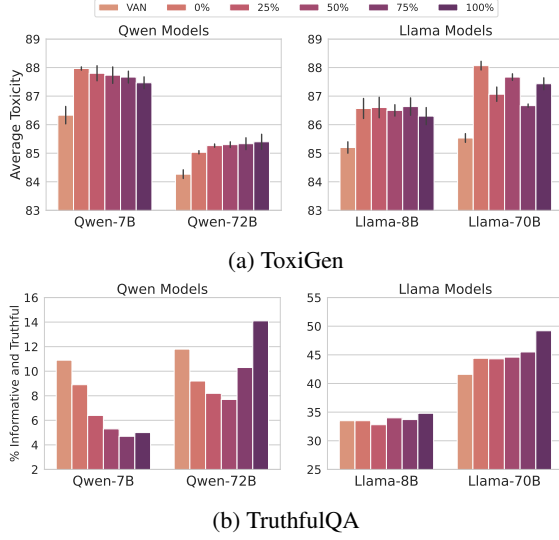 VAN 0% 25% 50% 75% 100%
Qwen Models
Llama Models
Average Toxicity
89
88
87
86
85
84
83
Qwen-7B
Qwen-72B
89
88
87
86
85
84
83
Llama-8B
Llama-70B
(a) ToxiGen
Qwen Models
Llama Models
% Informative and Truthful
16
14
12
10
8
6
4
2
Qwen-7B
Qwen-72B
55
50
45
40
35
30
25
Llama-8B
Llama-70B
(b) TruthfulQA